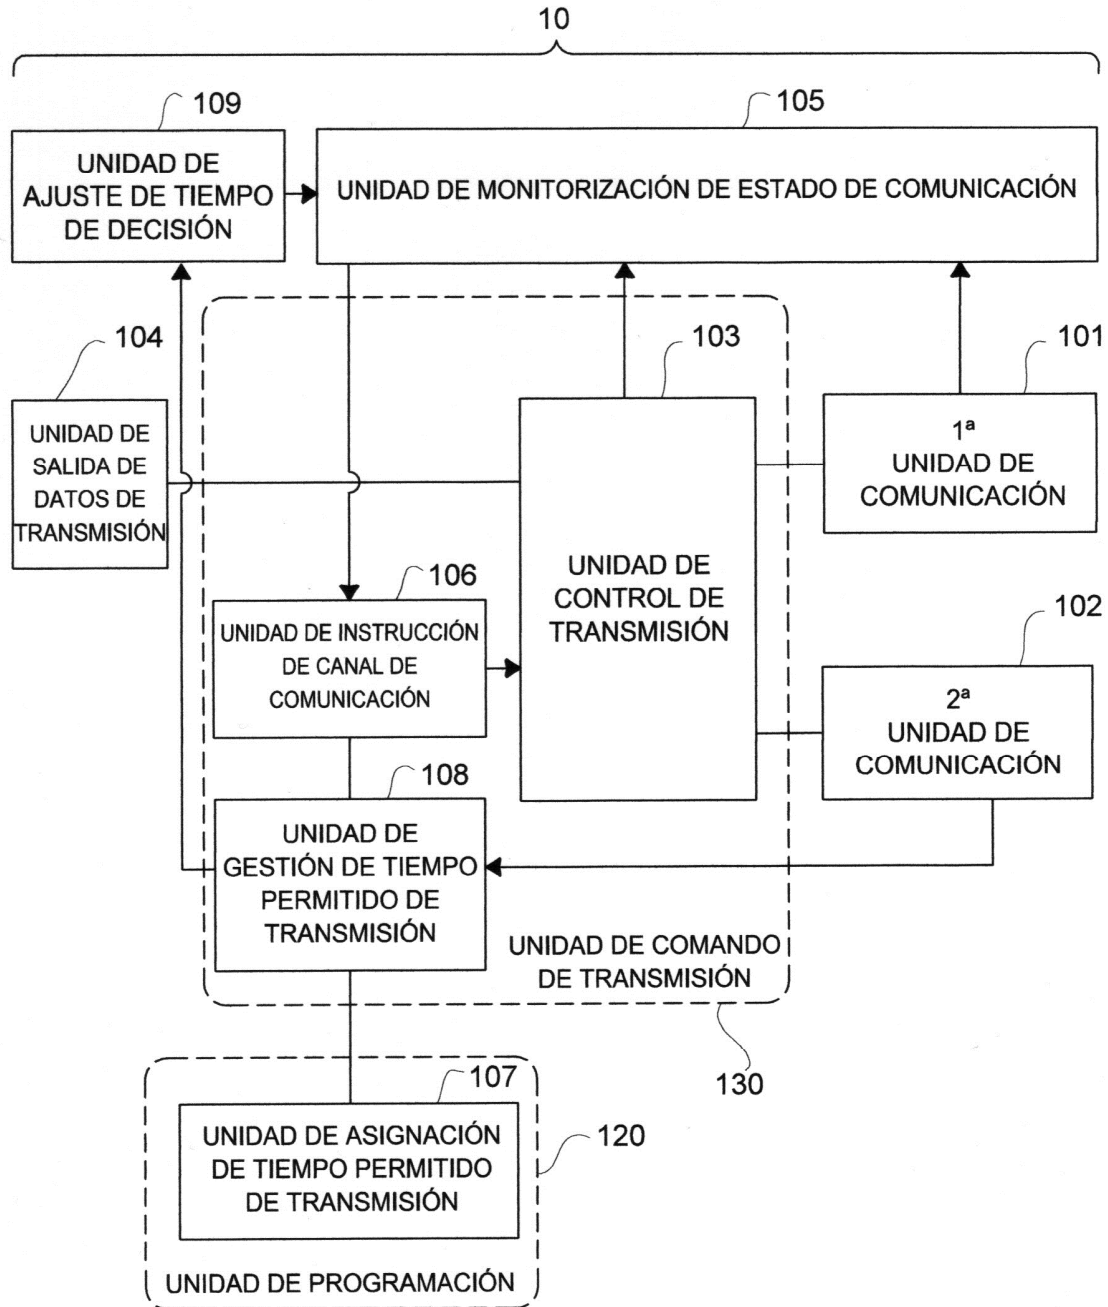 10
109
105
UNIDAD DE
AJUSTE DE TIEMPO
DE DECISIÓN
UNIDAD DE MONITORIZACIÓN DE ESTADO DE COMUNICACIÓN
104
103
101
UNIDAD DE
SALIDA DE
DATOS DE
TRANSMISIÓN
1ª
UNIDAD DE
COMUNICACIÓN
UNIDAD DE
CONTROL DE
TRANSMISIÓN
106
UNIDAD DE INSTRUCCIÓN
DE CANAL DE
COMUNICACIÓN
102
2ª
UNIDAD DE
COMUNICACIÓN
108
UNIDAD DE
GESTIÓN DE TIEMPO
PERMITIDO DE
TRANSMISIÓN
UNIDAD DE COMANDO
DE TRANSMISIÓN
130
107
UNIDAD DE ASIGNACIÓN
DE TIEMPO PERMITIDO
DE TRANSMISIÓN
120
UNIDAD DE PROGRAMACIÓN